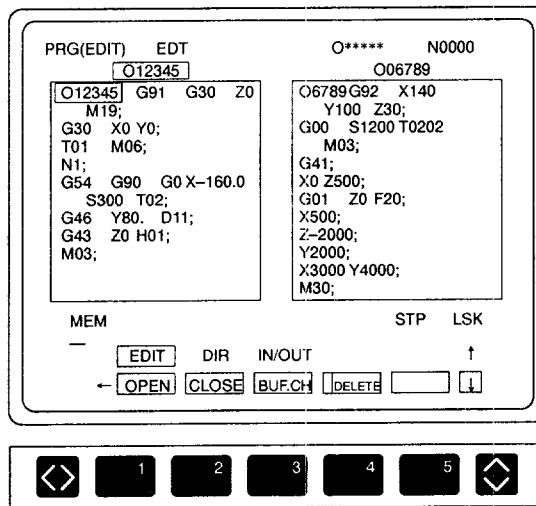 PRG(EDIT) EDT O***** N0000
O12345
O12345 G91 G30 Z0
M19;
G30 X0 Y0;
T01 M06;
N1;
G54 G90 G0 X–160.0
S300 T02;
G46 Y80. D11;
G43 Z0 H01;
M03;
O06789
O6789 G92 X140
Y100 Z30;
G00 S1200 T0202
M03;
G41;
X0 Z500;
G01 Z0 F20;
X500;
Z–2000;
Y2000;
X3000 Y4000;
M30;
MEM STP LSK
EDIT DIR IN/OUT ↑
← OPEN CLOSE BUF.CH DELETE ↓
1 2 3 4 5